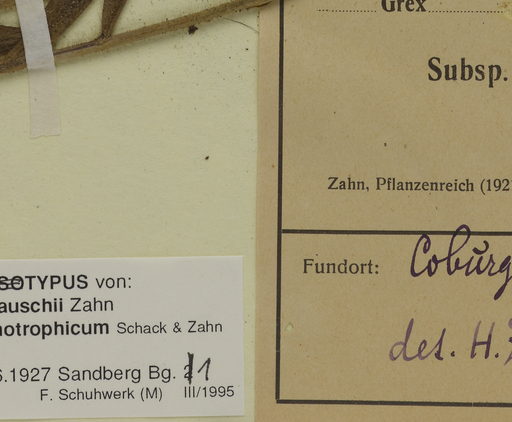 Grex
Subsp.
Zahn, Pflanzenreich (192
Fundort: Coburg
det. H.
SOTYPUS von:
auschii Zahn
notrophicum Schack & Zahn
6.1927 Sandberg Bg. 11
F. Schuhwerk (M) III/1995